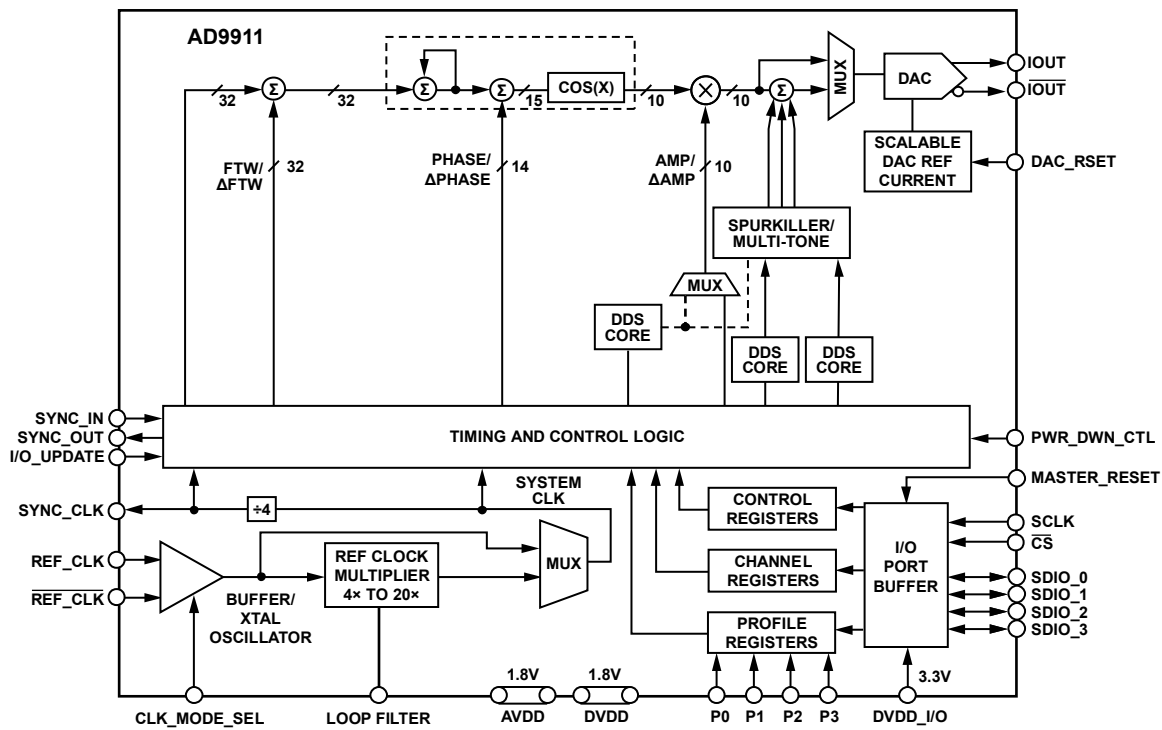 AD9911
32
Σ
32
Σ
Σ
15
COS(X)
10
×
10
Σ
MUX
DAC
IOUT
IOUT
SCALABLE
DAC REF
CURRENT
DAC_RSET
FTW/
ΔFTW
32
PHASE/
ΔPHASE
14
AMP/
ΔAMP
10
SPURKILLER/
MULTI-TONE
MUX
DDS
CORE
DDS
CORE
DDS
CORE
SYNC_IN
SYNC_OUT
I/O_UPDATE
TIMING AND CONTROL LOGIC
PWR_DWN_CTL
MASTER_RESET
SYNC_CLK
÷4
SYSTEM
CLK
CONTROL
REGISTERS
I/O
PORT
BUFFER
SCLK
CS
REF_CLK
REF_CLK
BUFFER/
XTAL
OSCILLATOR
REF CLOCK
MULTIPLIER
4× TO 20×
MUX
CHANNEL
REGISTERS
SDIO_0
SDIO_1
SDIO_2
SDIO_3
PROFILE
REGISTERS
1.8V
1.8V
3.3V
CLK_MODE_SEL
LOOP FILTER
AVDD
DVDD
P0
P1
P2
P3
DVDD_I/O